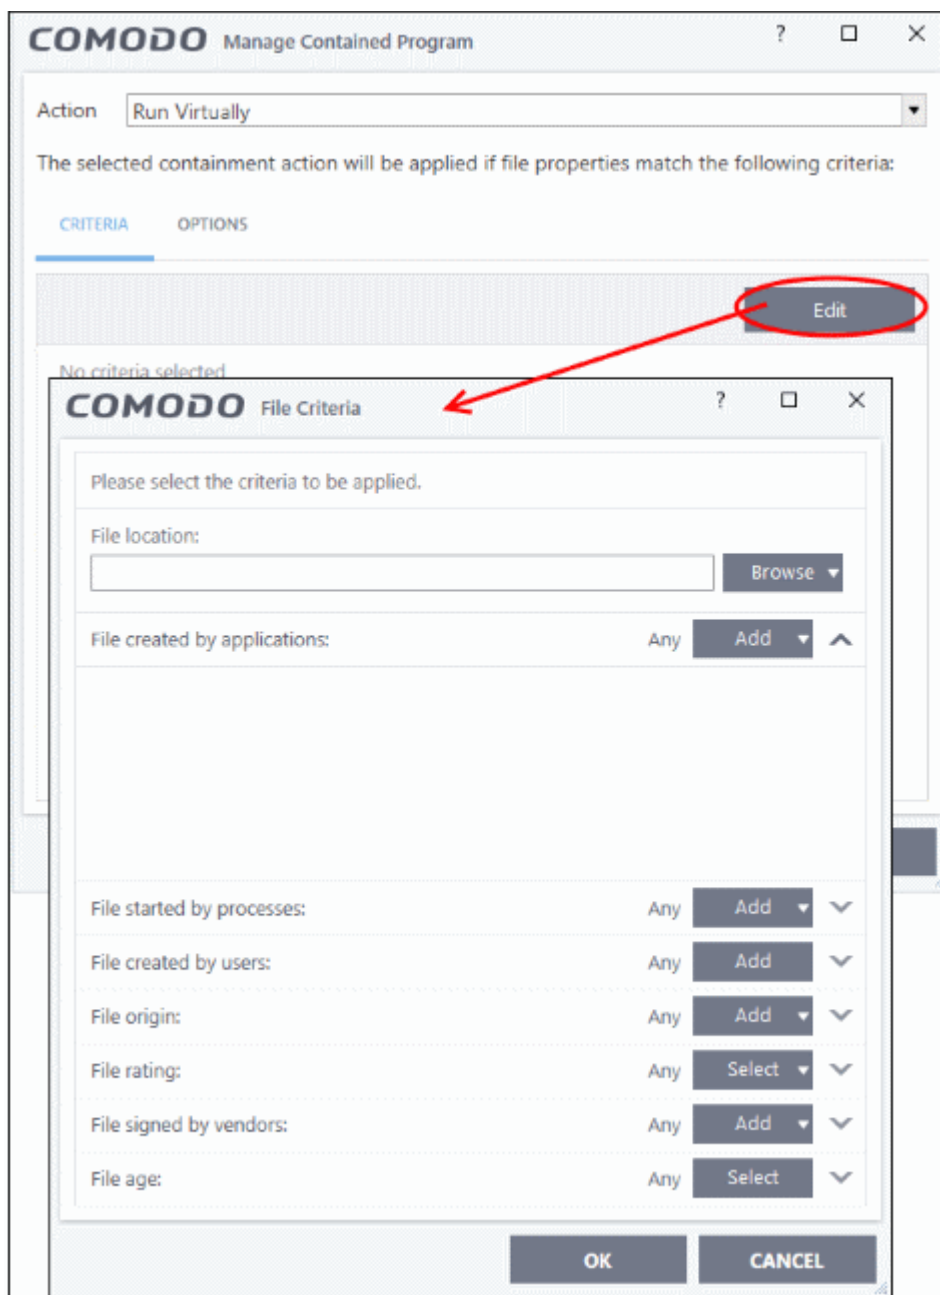 COMODO Manage Contained Program ?
Action Run Virtually
The selected containment action will be applied if file properties match the following criteria:
CRITERIA OPTIONS
Edit
No criteria selected
COMODO File Criteria ?
Please select the criteria to be applied.
File location:
Browse
File created by applications: Any Add
File started by processes: Any Add
File created by users: Any Add
File origin: Any Add
File rating: Any Select
File signed by vendors: Any Add
File age: Any Select
OK CANCEL